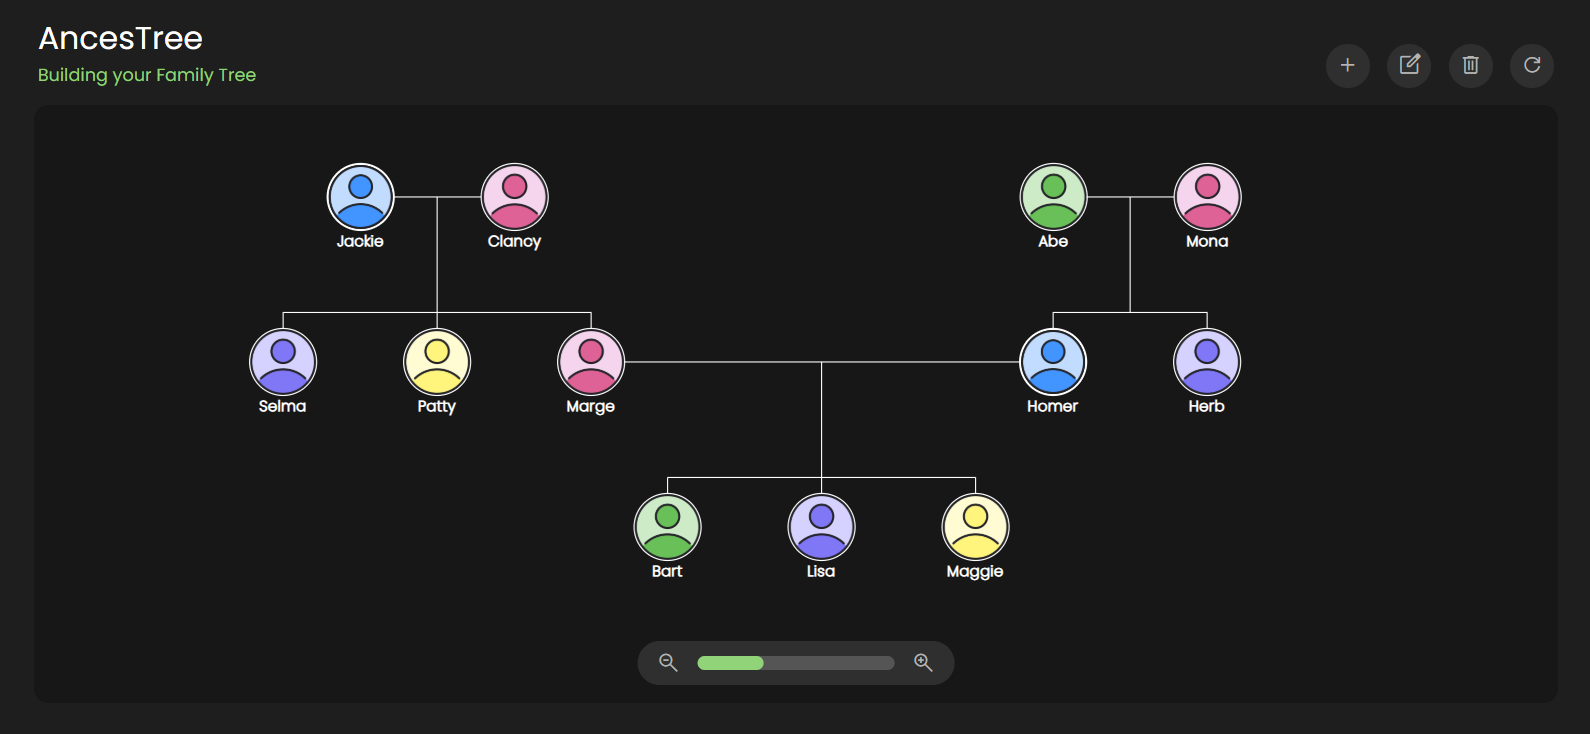 AncesTree
Building your Family Tree
Jackie Clancy Abe Mona
Selma Patty Marge Homer Herb
Bart Lisa Maggie